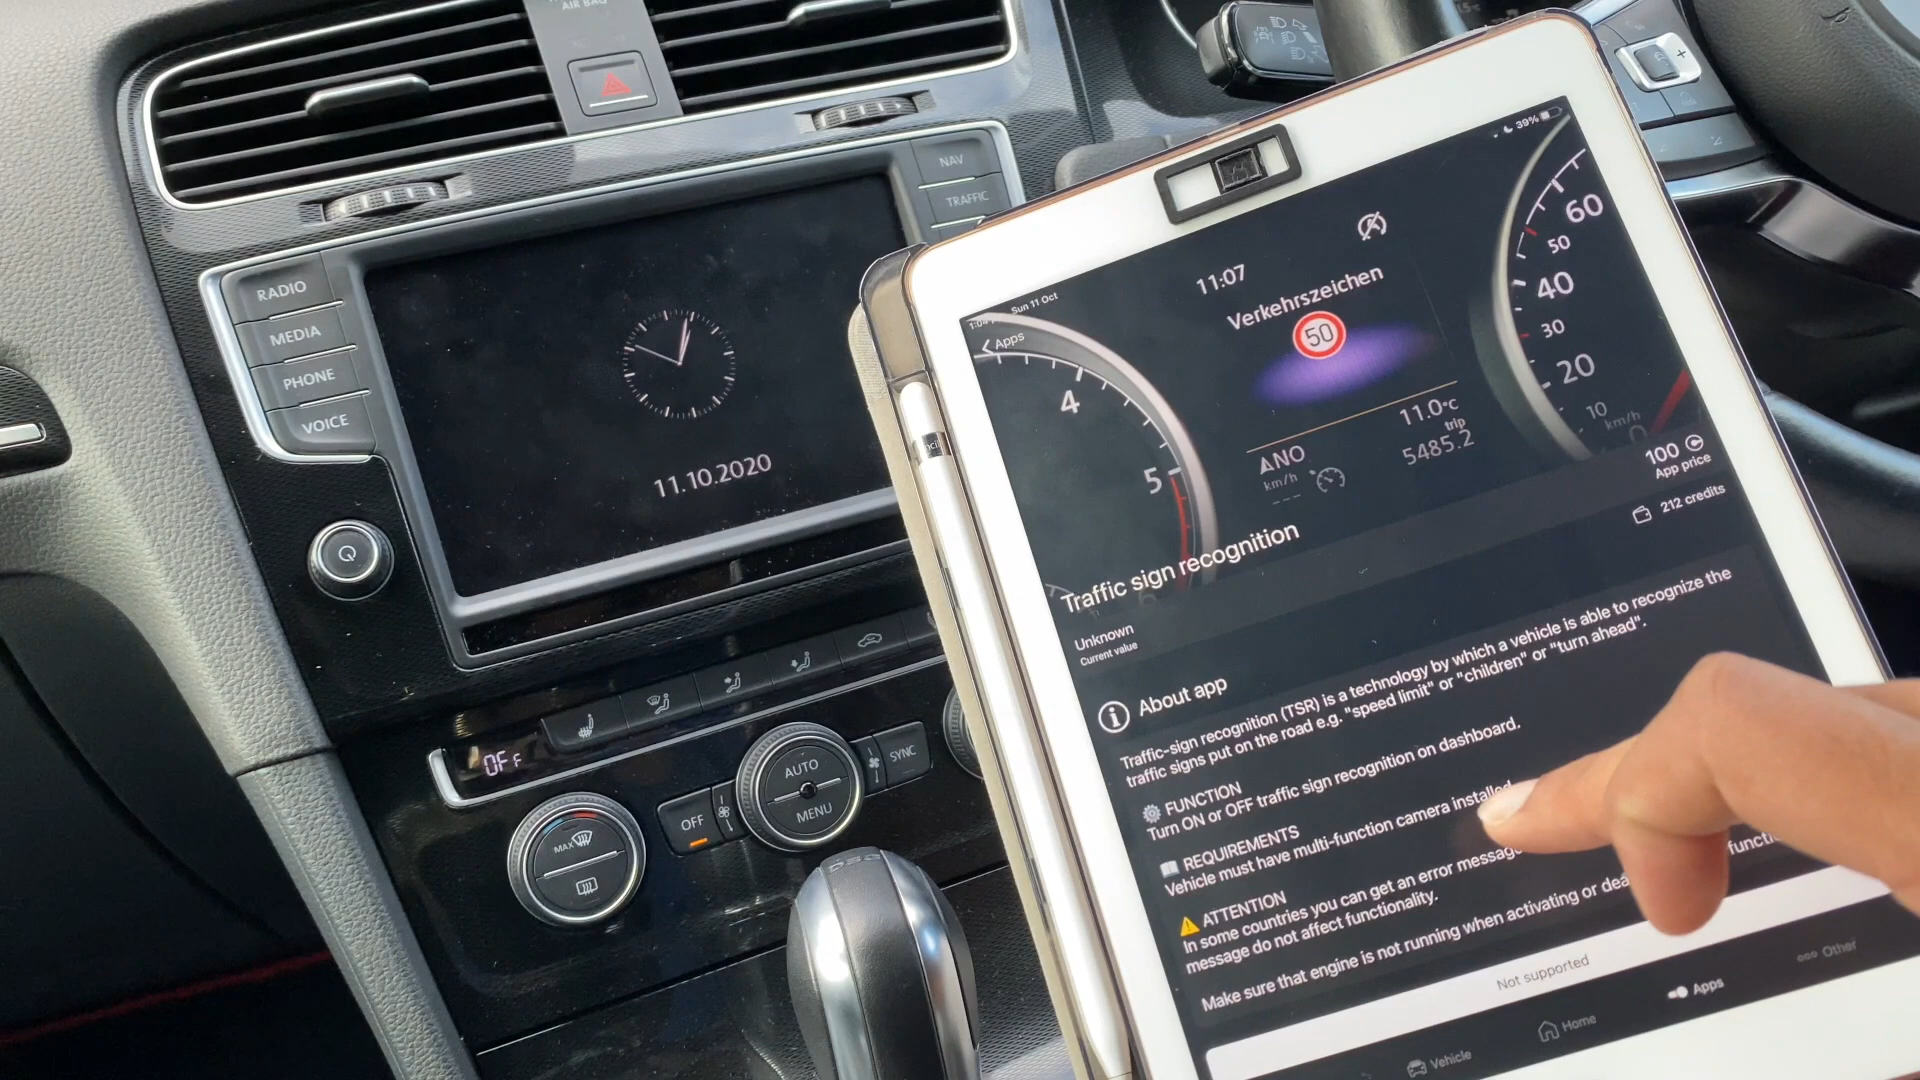 AIR BAG
NAV
TRAFFIC
RADIO
MEDIA
PHONE
VOICE
11.10.2020
OFF
SYNC
AUTO
MENU
OFF
MAX
DSG
Sun 11 Oct
39%
Apps
11:07
Verkehrszeichen
50
60
50
40
30
20
10
km/h
0
4
5
11.0°C
trip
5485.2
ANO
km/h
---
100
App price
212 credits
Traffic sign recognition
Unknown
Current value
About app
Traffic-sign recognition (TSR) is a technology by which a vehicle is able to recognize the
traffic signs put on the road e.g. "speed limit" or "children" or "turn ahead".
FUNCTION
Turn ON or OFF traffic sign recognition on dashboard.
REQUIREMENTS
Vehicle must have multi-function camera installed
ATTENTION
In some countries you can get an error message
message do not affect functionality.
Make sure that engine is not running when activating or
Not supported
Vehicle
Home
Apps
Other